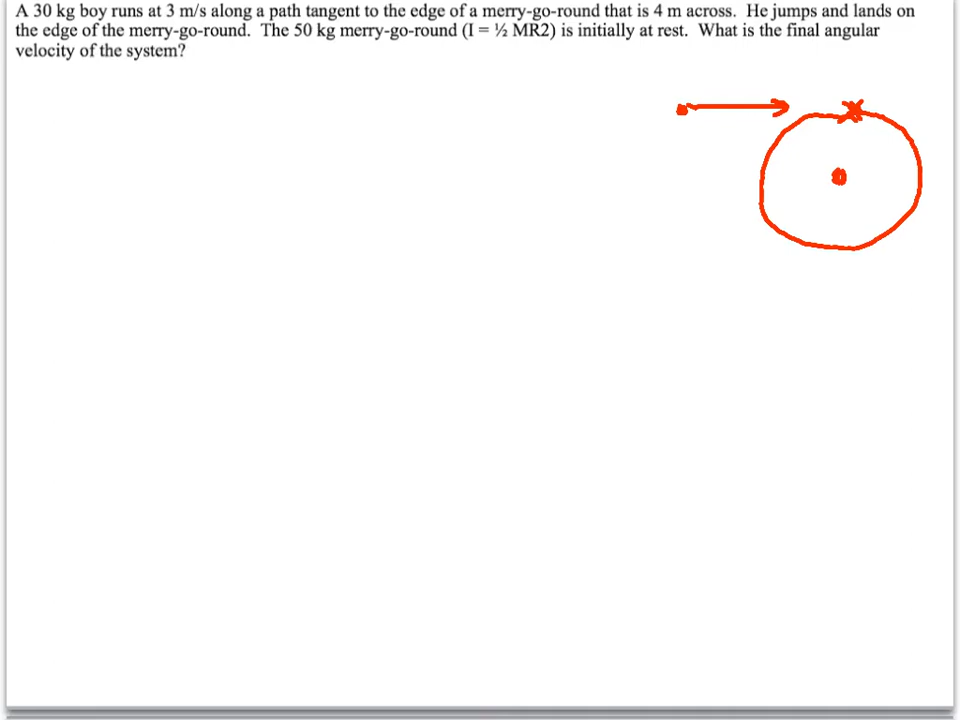 A 30 kg boy runs at 3 m/s along a path tangent to the edge of a merry-go-round that is 4 m across.  He jumps and lands on
the edge of the merry-go-round.  The 50 kg merry-go-round (I = ½ MR2) is initially at rest.  What is the final angular
velocity of the system?